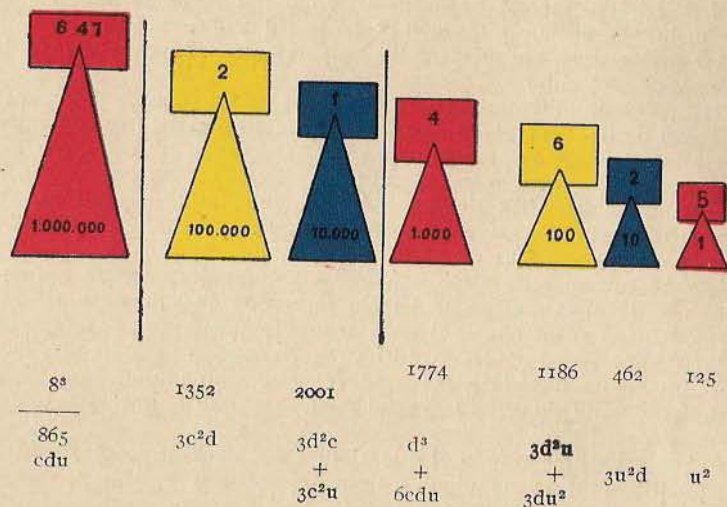 6 47 2 1 4 6 2 5
1.000.000 100.000 10.000 1.000 100 10 1
8³ 1352 2001 1774 1186 462 125
865 3c²d 3d²c d³ 3d²u 3u²d u²
cdu + + +
3c²u 6cdu 3du²